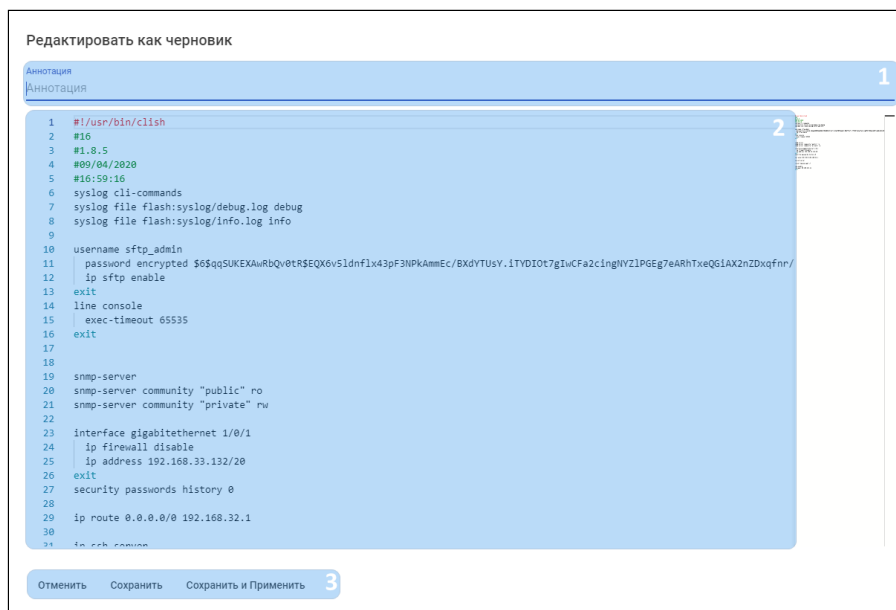 Редактировать как черновик
Аннотация
Аннотация
1
2
1 #!/usr/bin/clish
2 #16
3 #1.8.5
4 #09/04/2020
5 #16:59:16
6 syslog cli-commands
7 syslog file flash:syslog/debug.log debug
8 syslog file flash:syslog/info.log info
9
10 username sftp_admin
11 password encrypted $6$qqSUKEXAwRbQv0tR$EQX6v5ldnflx43pF3NPkAmmEc/BXdYTUsY.iTYDIOt7gIwCFa2cingNYZlPGEg7eARhTxeQGiAX2nZDxqfnr/
12 ip sftp enable
13 exit
14 line console
15 exec-timeout 65535
16 exit
17
18
19 snmp-server
20 snmp-server community "public" ro
21 snmp-server community "private" rw
22
23 interface gigabitethernet 1/0/1
24 ip firewall disable
25 ip address 192.168.33.132/20
26 exit
27 security passwords history 0
28
29 ip route 0.0.0.0/0 192.168.32.1
30
31 ip ssh server
Отменить Сохранить Сохранить и Применить 3